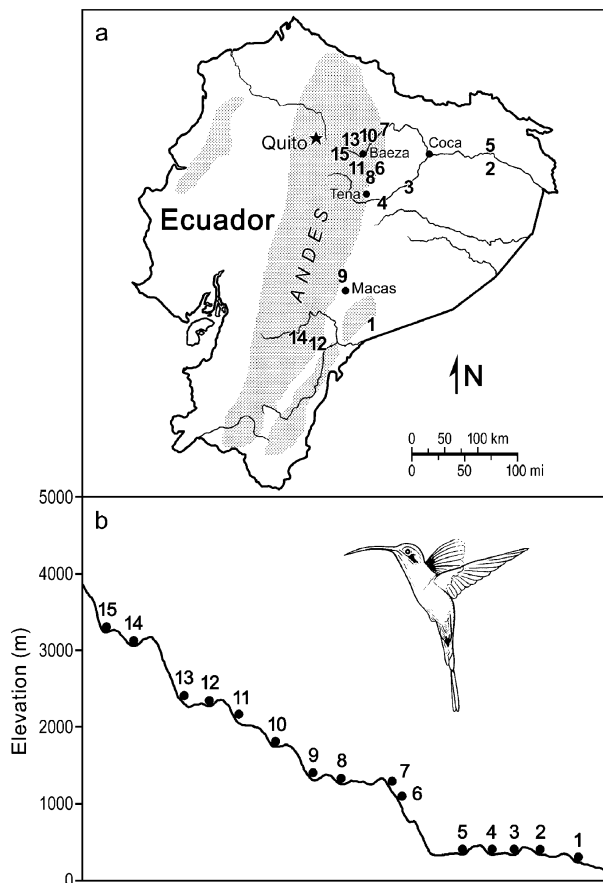 a
Quito
13 10 7
15 Baeza
Coca
5
11 6
2
8
3
Tena
4
Ecuador
ANDES
9
Macas
1
14 12
N
0 50 100 km
0 50 100 mi
b
5000
4000
3000
2000
1000
0
Elevation (m)
15 14
13 12 11
10
9 8 7
6
5 4 3 2 1